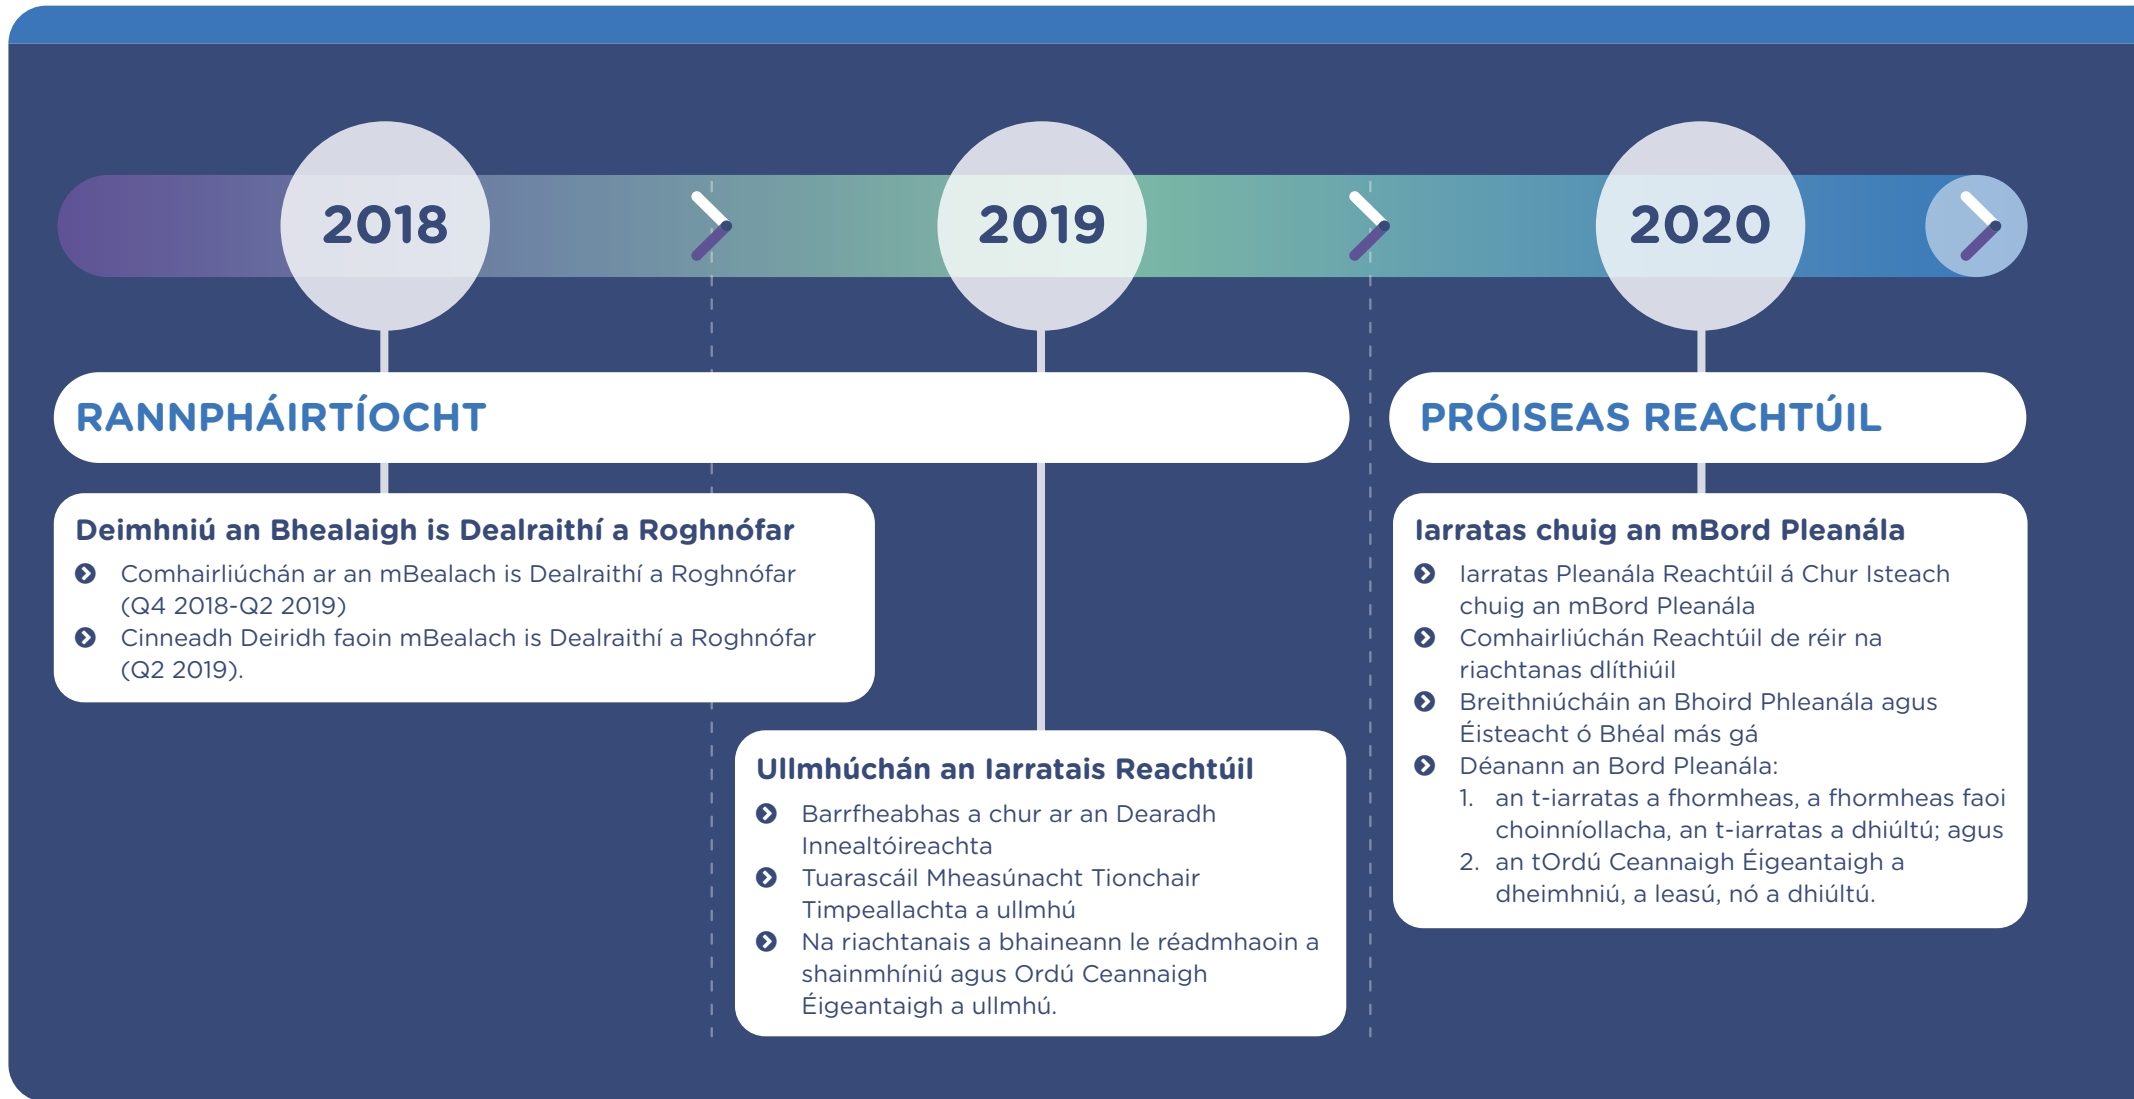 2018
2019
2020
RANNPHÁIRTÍOCHT
PRÓISEAS REACHTÚIL
Deimhniú an Bhealaigh is Dealraithí a Roghnófar
Comhairliúchán ar an mBealach is Dealraithí a Roghnófar
(Q4 2018-Q2 2019)
Cinneadh Deiridh faoin mBealach is Dealraithí a Roghnófar
(Q2 2019).
Ullmhúchán an Iarratais Reachtúil
Barrfheabhas a chur ar an Dearadh
Innealtóireachta
Tuarascáil Mheasúnacht Tionchair
Timpeallachta a ullmhú
Na riachtanais a bhaineann le réadmhaoin a
shainmhíniú agus Ordú Ceannaigh
Éigeantaigh a ullmhú.
Iarratas chuig an mBord Pleanála
Iarratas Pleanála Reachtúil á Chur Isteach
chuig an mBord Pleanála
Comhairliúchán Reachtúil de réir na
riachtanas dlíthiúil
Breithniúcháin an Bhoird Phleanála agus
Éisteacht ó Bhéal más gá
Déanann an Bord Pleanála:
1. an t-iarratas a fhormheas, a fhormheas faoi
choinníollacha, an t-iarratas a dhiúltú; agus
2. an tOrdú Ceannaigh Éigeantaigh a
dheimhniú, a leasú, nó a dhiúltú.